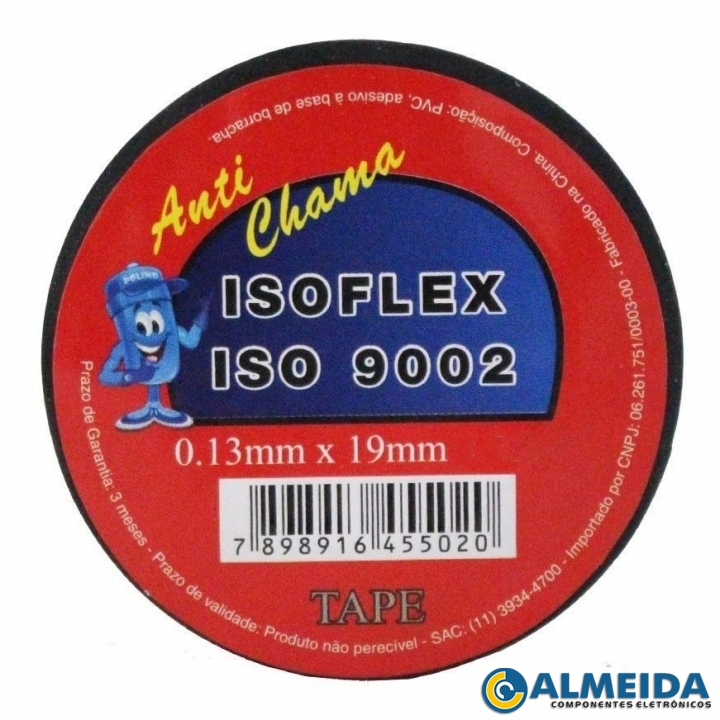 Anti
Chama
POLINO
ISOFLEX
ISO 9002
0.13mm x 19mm
7 898916 455020
TAPE
Prazo de Garantia: 3 meses - Prazo de validade: Produto não perecível - SAC: (11) 3934-4700 - Importado por CNPJ: 06.261.751/0003-00 - Fabricado na China. Composição: PVC, adesivo à base de borracha.
ALMEIDA
COMPONENTES ELETRÔNICOS